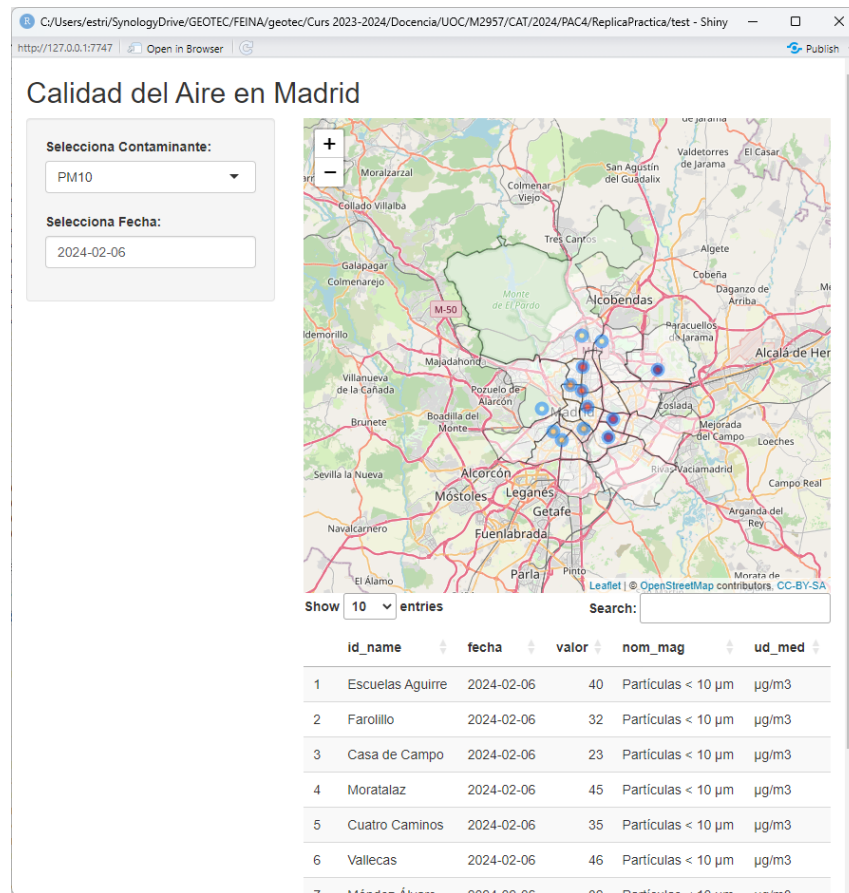 C:/Users/estri/SynologyDrive/GEOTEC/FEINA/geotec/Curs 2023-2024/Docencia/UOC/M2957/CAT/2024/PAC4/ReplicaPractica/test - Shiny
http://127.0.0.1:7747 Open in Browser Publish
Calidad del Aire en Madrid
Selecciona Contaminante:
PM10
Selecciona Fecha:
2024-02-06
+
−
de Jarama
Valdetorres
de Jarama
El Casar
Moralzarzal
San Agustín
del Guadalix
Colmenar
Viejo
Collado Villalba
Tres Cantos
Algete
Galapagar
Colmenarejo
Cobeña
Monte
de El Pardo
Daganzo de
Arriba
Alcobendas
M-50
Paracuellos
de Jarama
Majadahonda
Alcalá de Her
Villanueva
de la Cañada
Pozuelo de
Alarcón
Coslada
Brunete
Boadilla del
Monte
Madrid
Mejorada
del Campo
Loeches
Sevilla la Nueva
Alcorcón
Rivas-Vaciamadrid
Campo Real
Móstoles
Leganés
Getafe
Arganda del
Rey
Navalcarnero
Fuenlabrada
El Álamo
Parla
Pinto
Morata de
Leaflet | © OpenStreetMap contributors, CC-BY-SA
Show 10 entries Search:
id_name fecha valor nom_mag ud_med
1 Escuelas Aguirre 2024-02-06 40 Partículas < 10 µm µg/m3
2 Farolillo 2024-02-06 32 Partículas < 10 µm µg/m3
3 Casa de Campo 2024-02-06 23 Partículas < 10 µm µg/m3
4 Moratalaz 2024-02-06 45 Partículas < 10 µm µg/m3
5 Cuatro Caminos 2024-02-06 35 Partículas < 10 µm µg/m3
6 Vallecas 2024-02-06 46 Partículas < 10 µm µg/m3